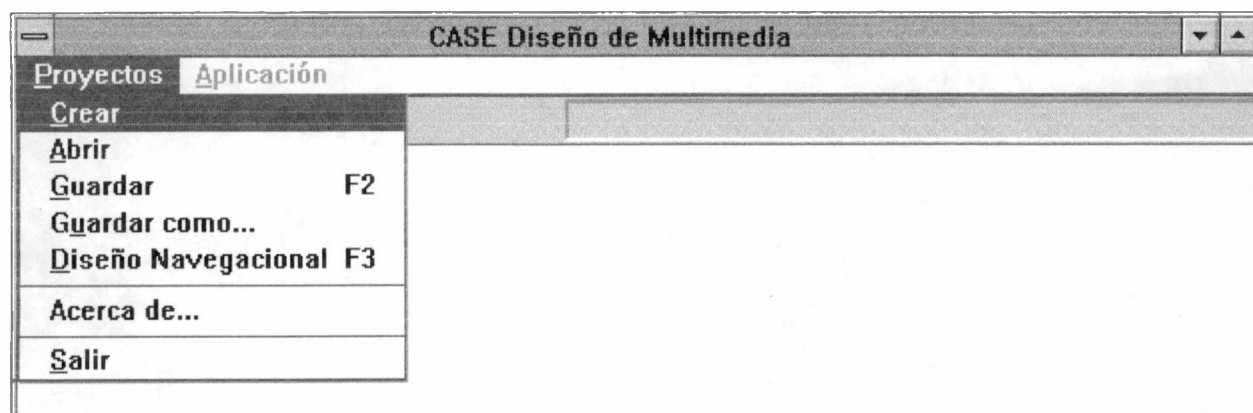 CASE Diseño de Multimedia
Proyectos Aplicación
Crear
Abrir
Guardar F2
Guardar como...
Diseño Navegacional F3
Acerca de...
Salir